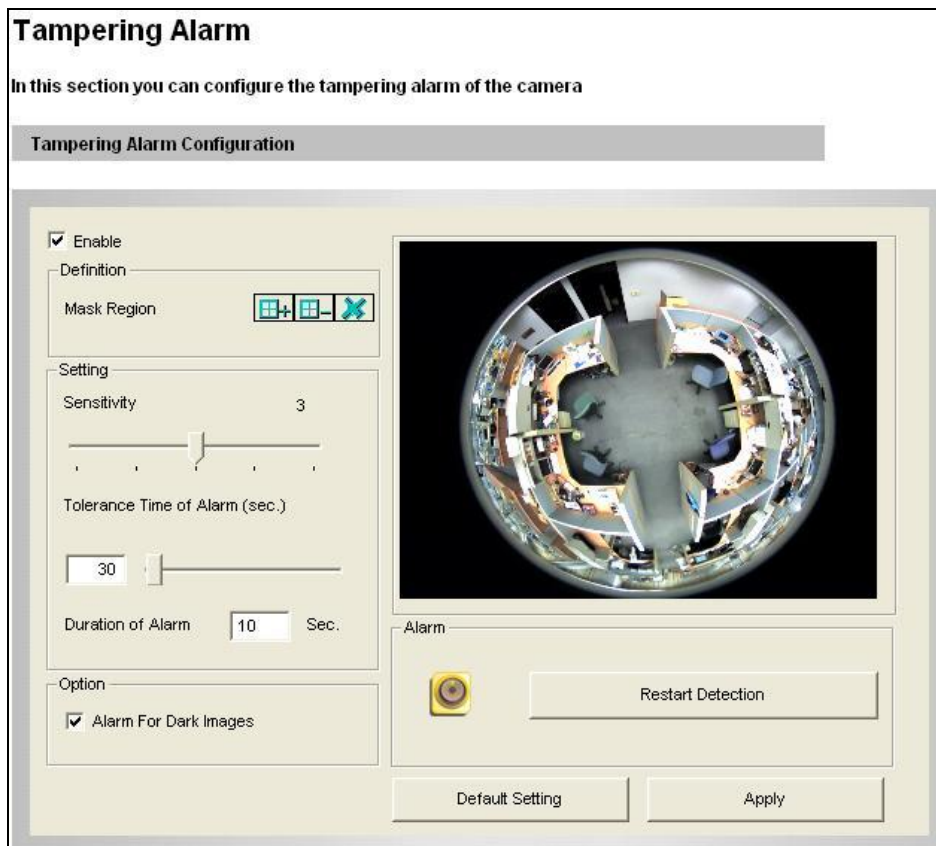 Tampering Alarm
In this section you can configure the tampering alarm of the camera
Tampering Alarm Configuration
Enable
Definition
Mask Region
Setting
Sensitivity 3
Tolerance Time of Alarm (sec.)
30
Duration of Alarm 10 Sec.
Option
Alarm For Dark Images
Alarm
Restart Detection
Default Setting
Apply